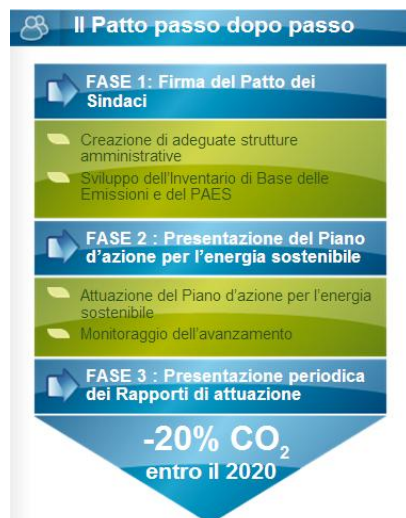 Il Patto passo dopo passo
FASE 1: Firma del Patto dei
Sindaci
Creazione di adeguate strutture
amministrative
Sviluppo dell'Inventario di Base delle
Emissioni e del PAES
FASE 2 : Presentazione del Piano
d'azione per l'energia sostenibile
Attuazione del Piano d'azione per l'energia
sostenibile
Monitoraggio dell'avanzamento
FASE 3 : Presentazione periodica
dei Rapporti di attuazione
-20% CO₂
entro il 2020